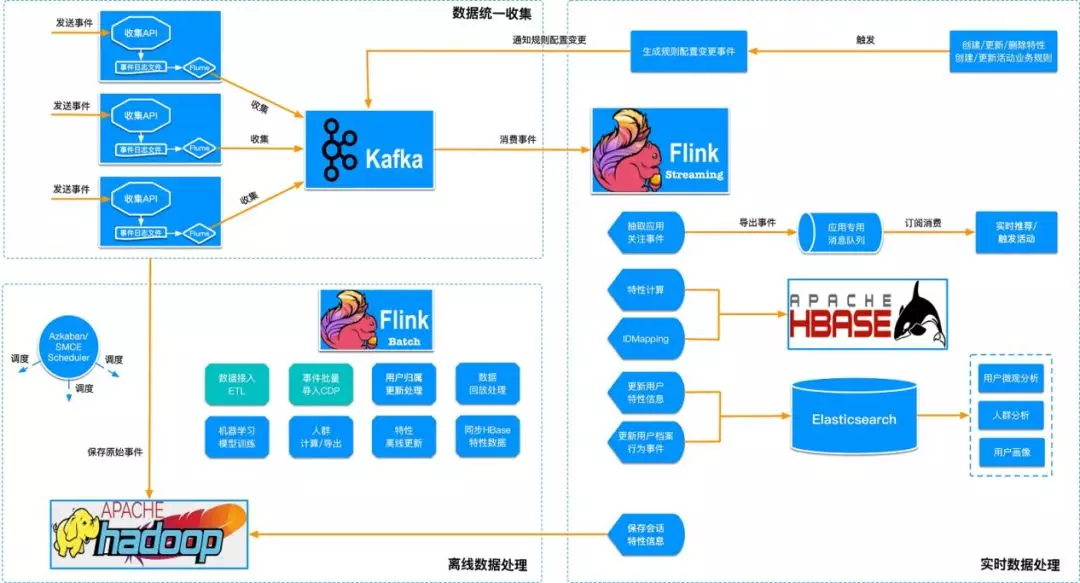 数据统一收集
发送事件
收集API
事件日志文件
Flume
收集
发送事件
收集API
事件日志文件
Flume
收集
发送事件
收集API
事件日志文件
Flume
收集
Kafka
通知规则配置变更
生成规则配置变更事件
触发
创建/更新/删除特性
创建/更新活动业务规则
消费事件
Flink
Streaming
抽取应用
关注事件
导出事件
应用专用
消息队列
订阅消费
实时推荐/
触发活动
特性计算
IDMapping
APACHE
HBASE
更新用户
特性信息
更新用户档案
行为事件
Elasticsearch
用户微观分析
人群分析
用户画像
保存会话
特性信息
实时数据处理
Azkaban/
SMCE
Scheduler
调度
调度
调度
Flink
Batch
数据接入
ETL
事件批量
导入CDP
用户归属
更新处理
数据
回放处理
机器学习
模型训练
人群
计算/导出
特性
离线更新
同步HBase
特性数据
保存原始事件
APACHE
hadoop
离线数据处理